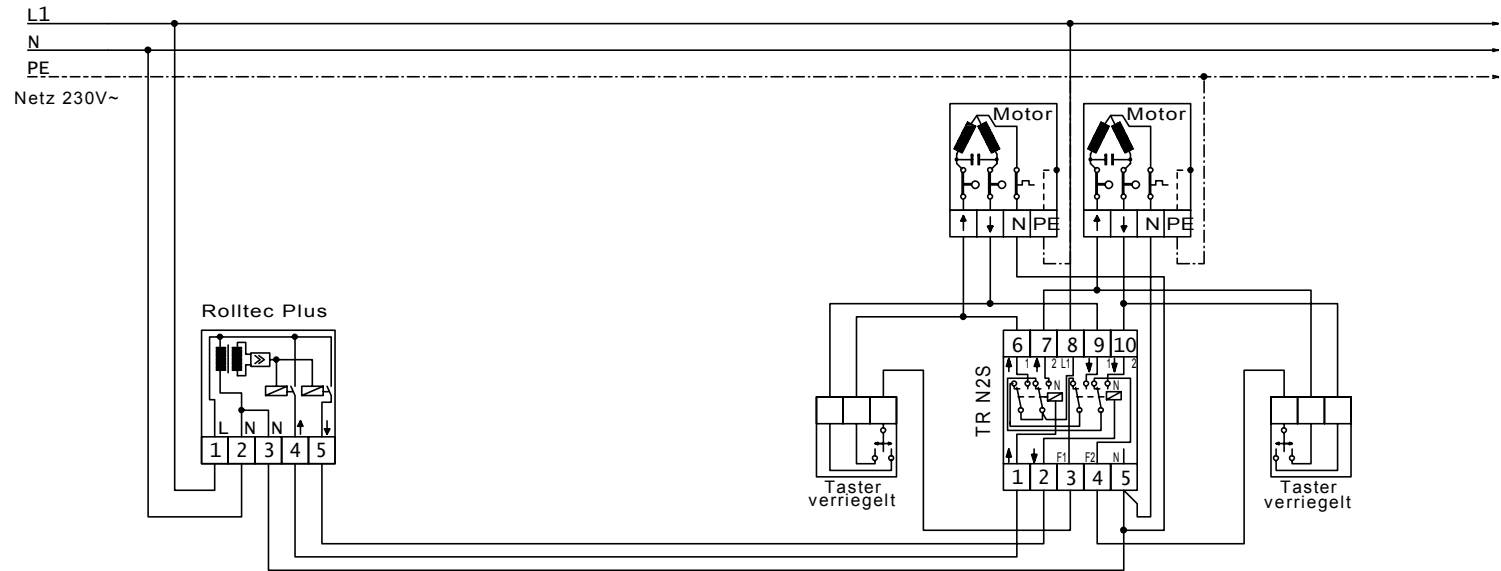 L1
N
PE
Netz 230V~
Motor
Motor
N PE
N PE
Rolltec Plus
L N N
1 2 3 4 5
6 7 8 9 10
1 2 L1 1 2
N N
TR N2S
F1 F2 N
1 2 3 4 5
Taster
verriegelt
Taster
verriegelt